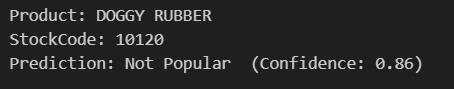 Product: DOGGY RUBBER
StockCode: 10120
Prediction: Not Popular  (Confidence: 0.86)